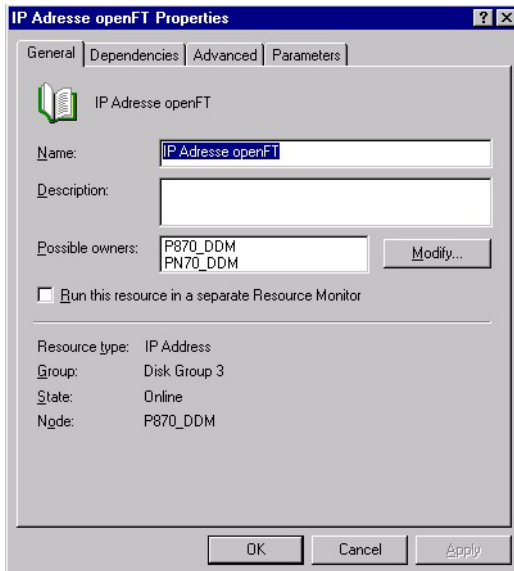 IP Adresse openFT Properties
General Dependencies Advanced Parameters
IP Adresse openFT
Name: IP Adresse openFT
Description:
Possible owners: P870_DDM
PN70_DDM
Modify...
Run this resource in a separate Resource Monitor
Resource type: IP Address
Group: Disk Group 3
State: Online
Node: P870_DDM
OK Cancel Apply